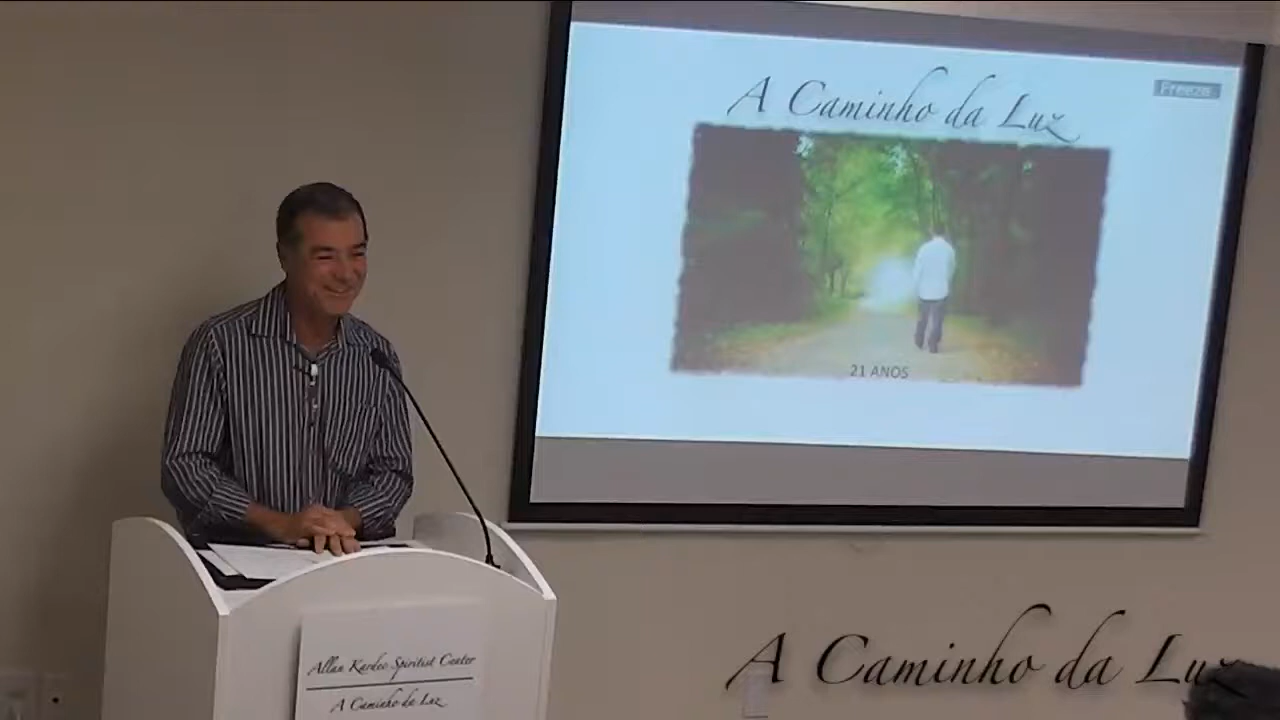 A Caminho da Luz
Freeze
21 ANOS
Allan Kardec Spiritist Center
A Caminho da Luz
A Caminho da Luz